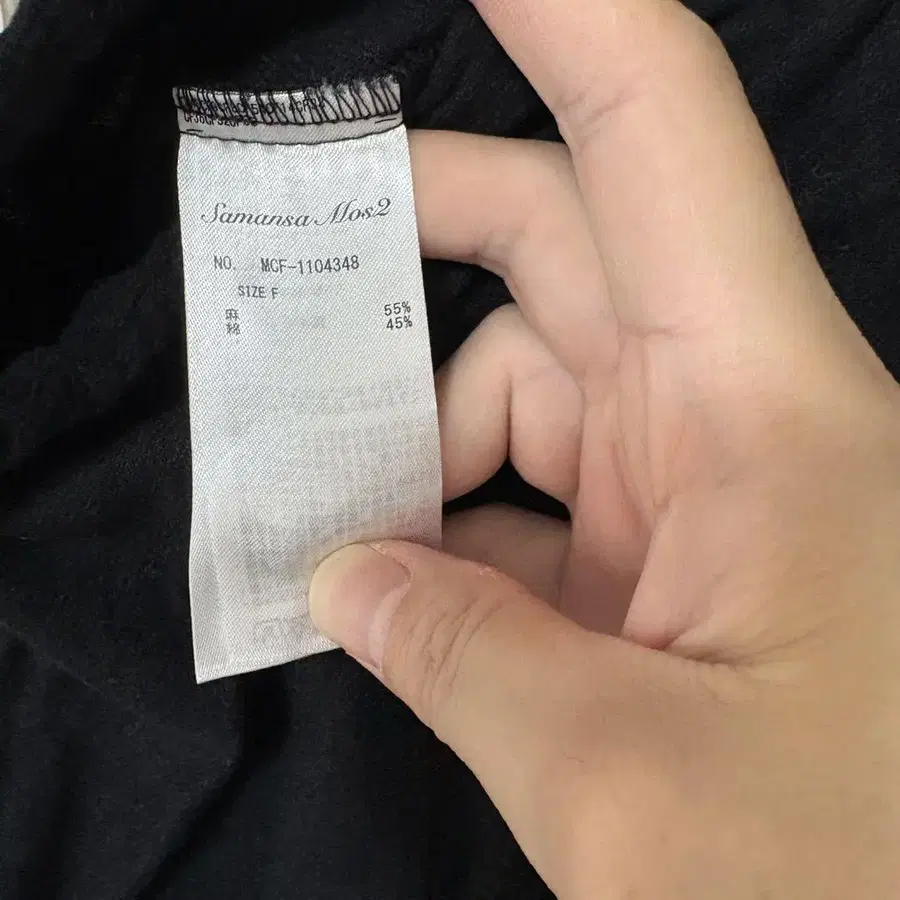 Samansa Mos2
NO. MCF-1104348
SIZE F
麻 55%
綿 45%